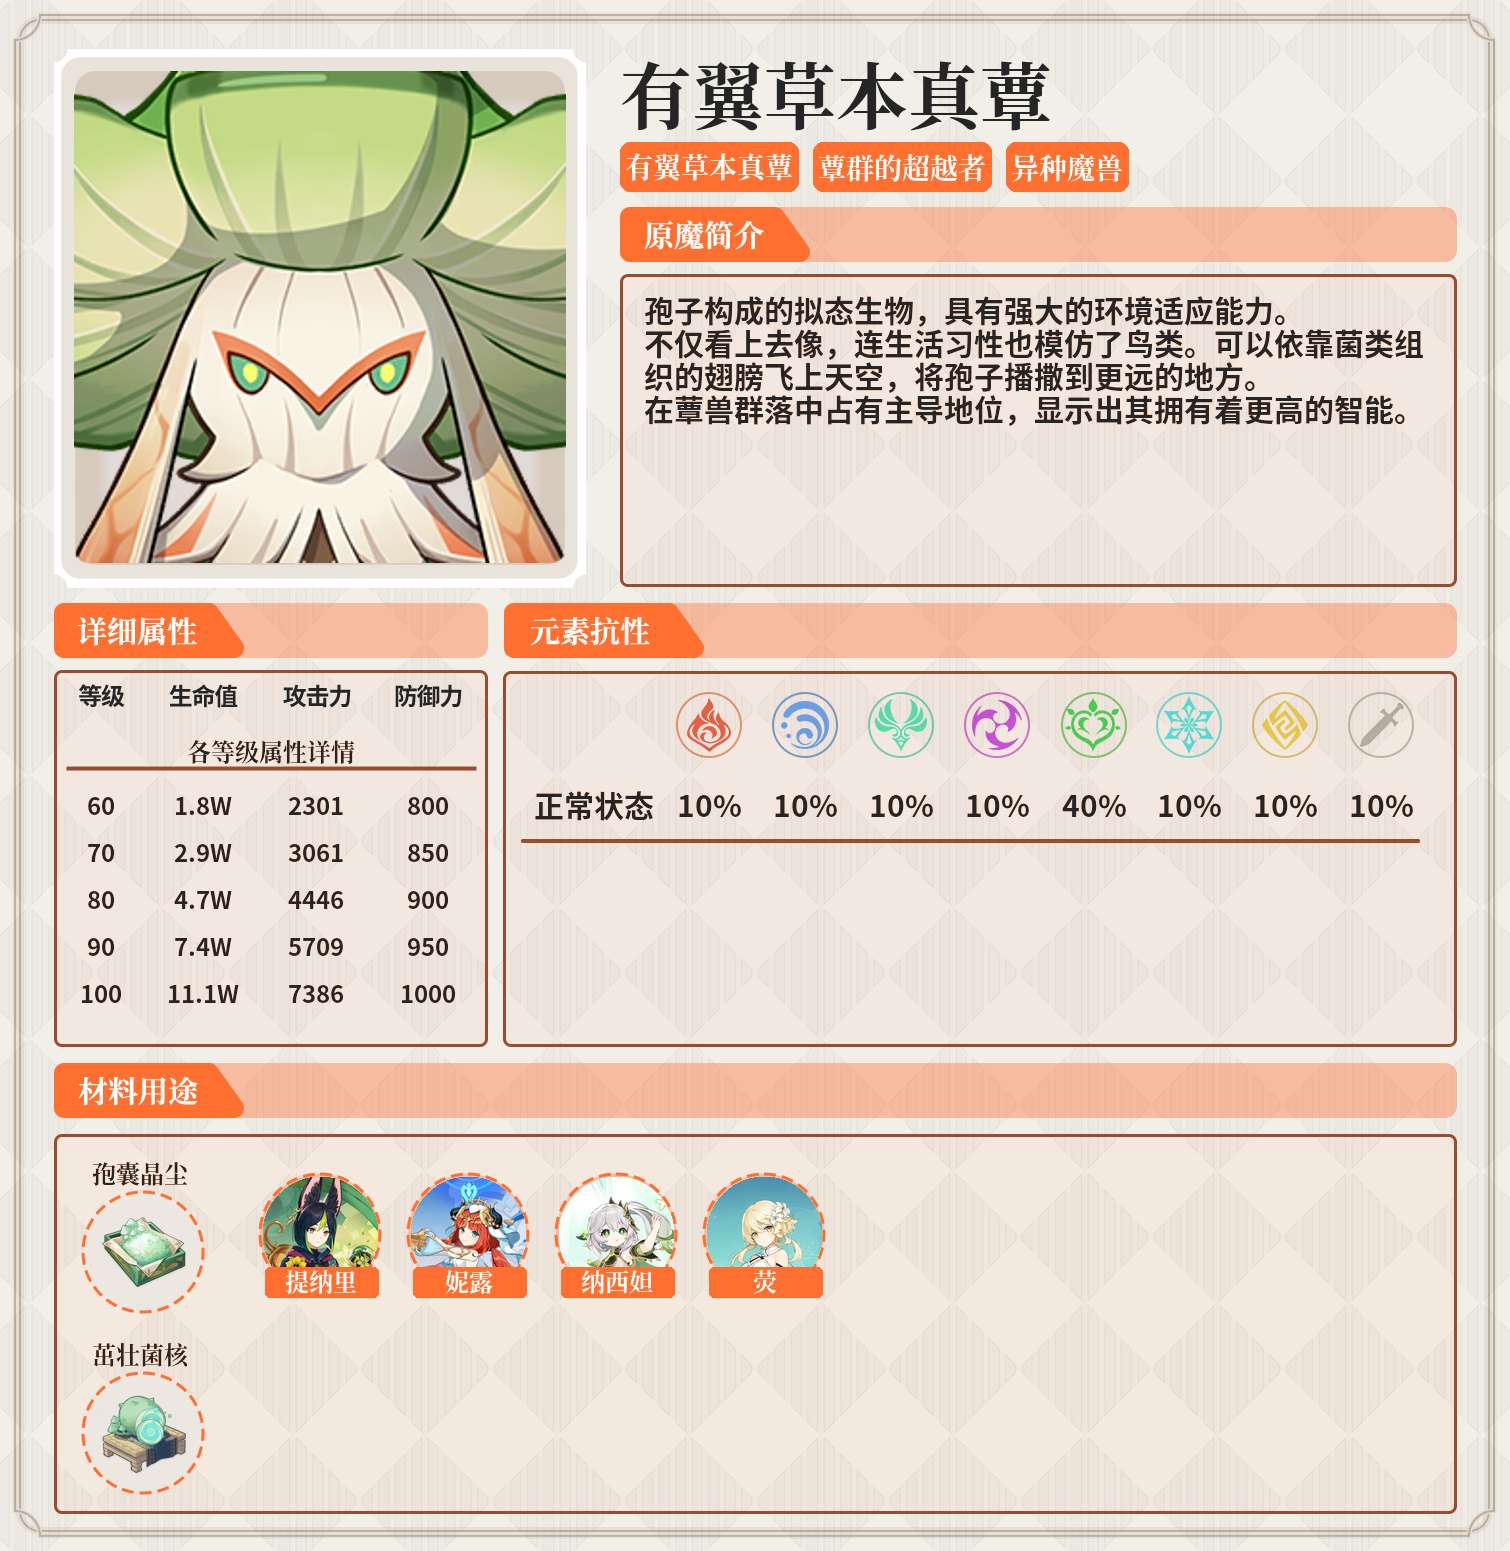 有翼草本真蕈
有翼草本真蕈 蕈群的超越者 异种魔兽
原魔简介
孢子构成的拟态生物，具有强大的环境适应能力。
不仅看上去像，连生活习性也模仿了鸟类。可以依靠菌类组
织的翅膀飞上天空，将孢子播撒到更远的地方。
在蕈兽群落中占有主导地位，显示出其拥有着更高的智能。
详细属性
等级 生命值 攻击力 防御力
各等级属性详情
60 1.8W 2301 800
70 2.9W 3061 850
80 4.7W 4446 900
90 7.4W 5709 950
100 11.1W 7386 1000
元素抗性
正常状态 10% 10% 10% 10% 40% 10% 10% 10%
材料用途
孢囊晶尘
提纳里 妮露 纳西妲 荧
茁壮菌核